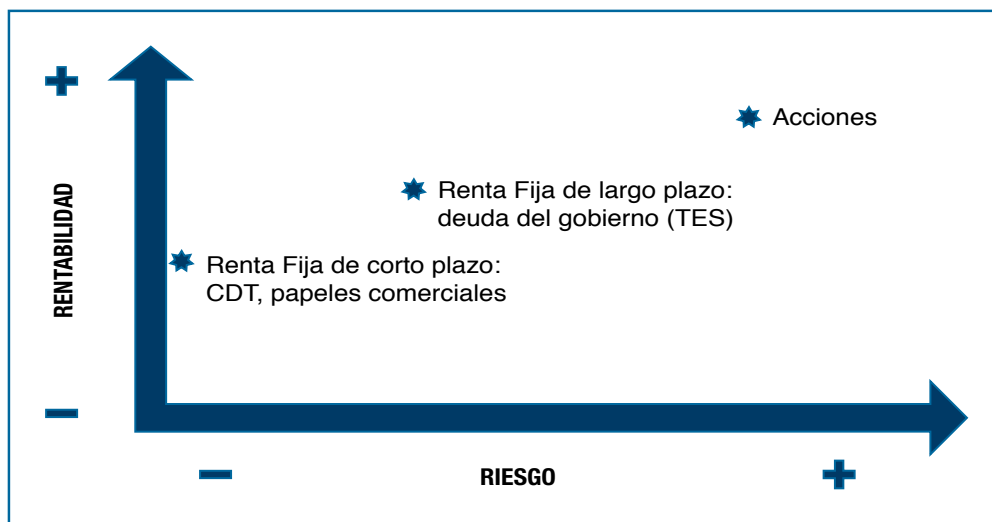 +
Acciones
RENTABILIDAD
Renta Fija de largo plazo:
deuda del gobierno (TES)
Renta Fija de corto plazo:
CDT, papeles comerciales
–
–
RIESGO
+